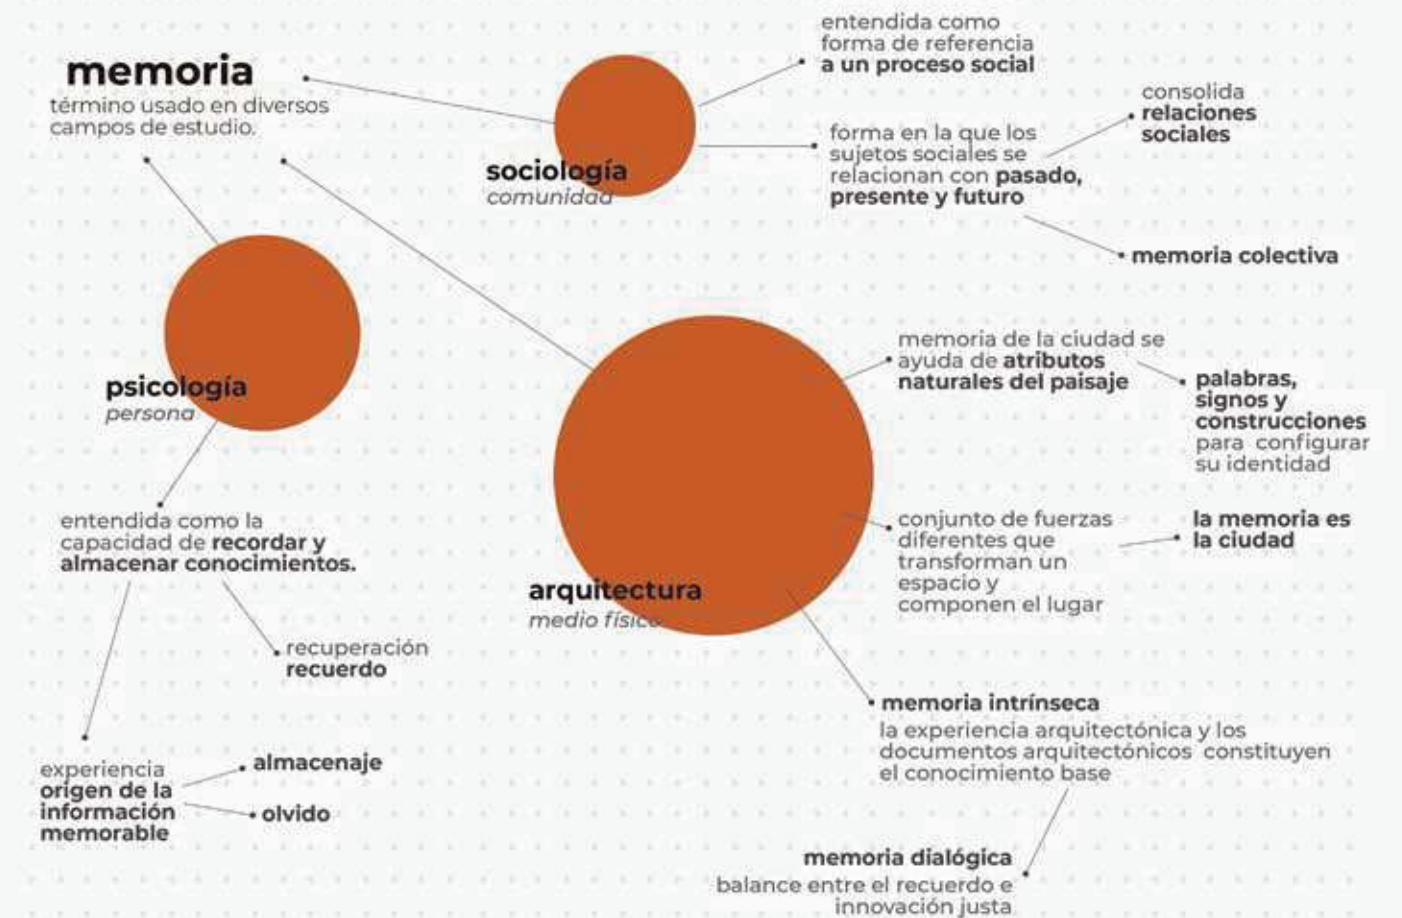 memoria
término usado en diversos
campos de estudio.
sociología
comunidad
entendida como
forma de referencia
a un proceso social
forma en la que los
sujetos sociales se
relacionan con pasado,
presente y futuro
consolida
relaciones
sociales
memoria colectiva
psicología
persona
entendida como la
capacidad de recordar y
almacenar conocimientos.
recuperación
recuerdo
experiencia
origen de la
información
memorable
almacenaje
olvido
arquitectura
medio físico
memoria de la ciudad se
ayuda de atributos
naturales del paisaje
palabras,
signos y
construcciones
para configurar
su identidad
conjunto de fuerzas
diferentes que
transforman un
espacio y
componen el lugar
la memoria es
la ciudad
memoria intrínseca
la experiencia arquitectónica y los
documentos arquitectónicos constituyen
el conocimiento base
memoria dialógica
balance entre el recuerdo e
innovación justa